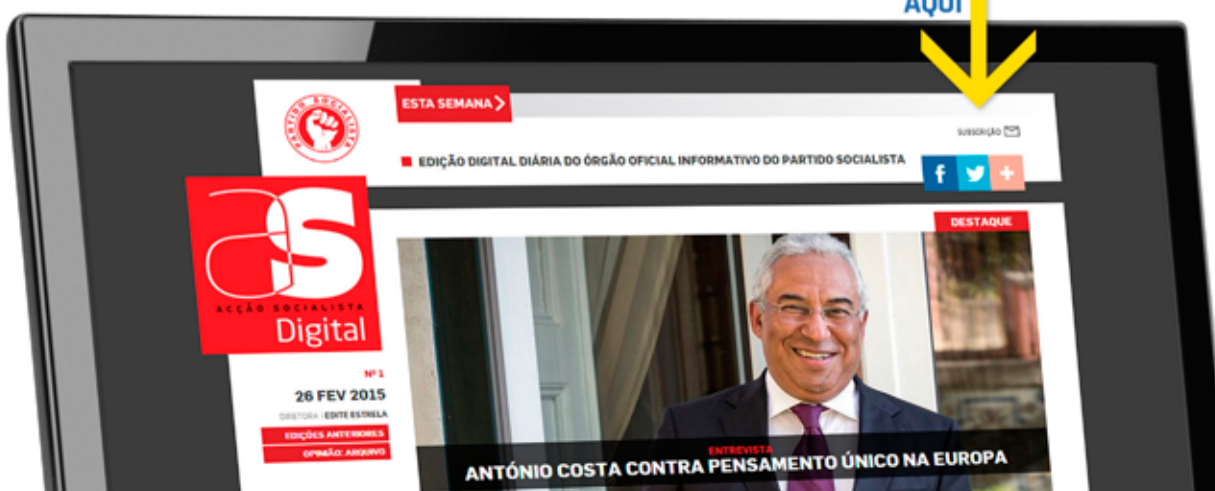 AQUI
PARTIDO SOCIALISTA
ESTA SEMANA
SUBSCRIÇÃO
EDIÇÃO DIGITAL DIÁRIA DO ÓRGÃO OFICIAL INFORMATIVO DO PARTIDO SOCIALISTA
f
+
DESTAQUE
aS
ACÇÃO SOCIALISTA
Digital
Nº 1
26 FEV 2015
DIRETORA / EDITE ESTRELA
EDIÇÕES ANTERIORES
OPINIÃO: ARQUIVO
ENTREVISTA
ANTÓNIO COSTA CONTRA PENSAMENTO ÚNICO NA EUROPA